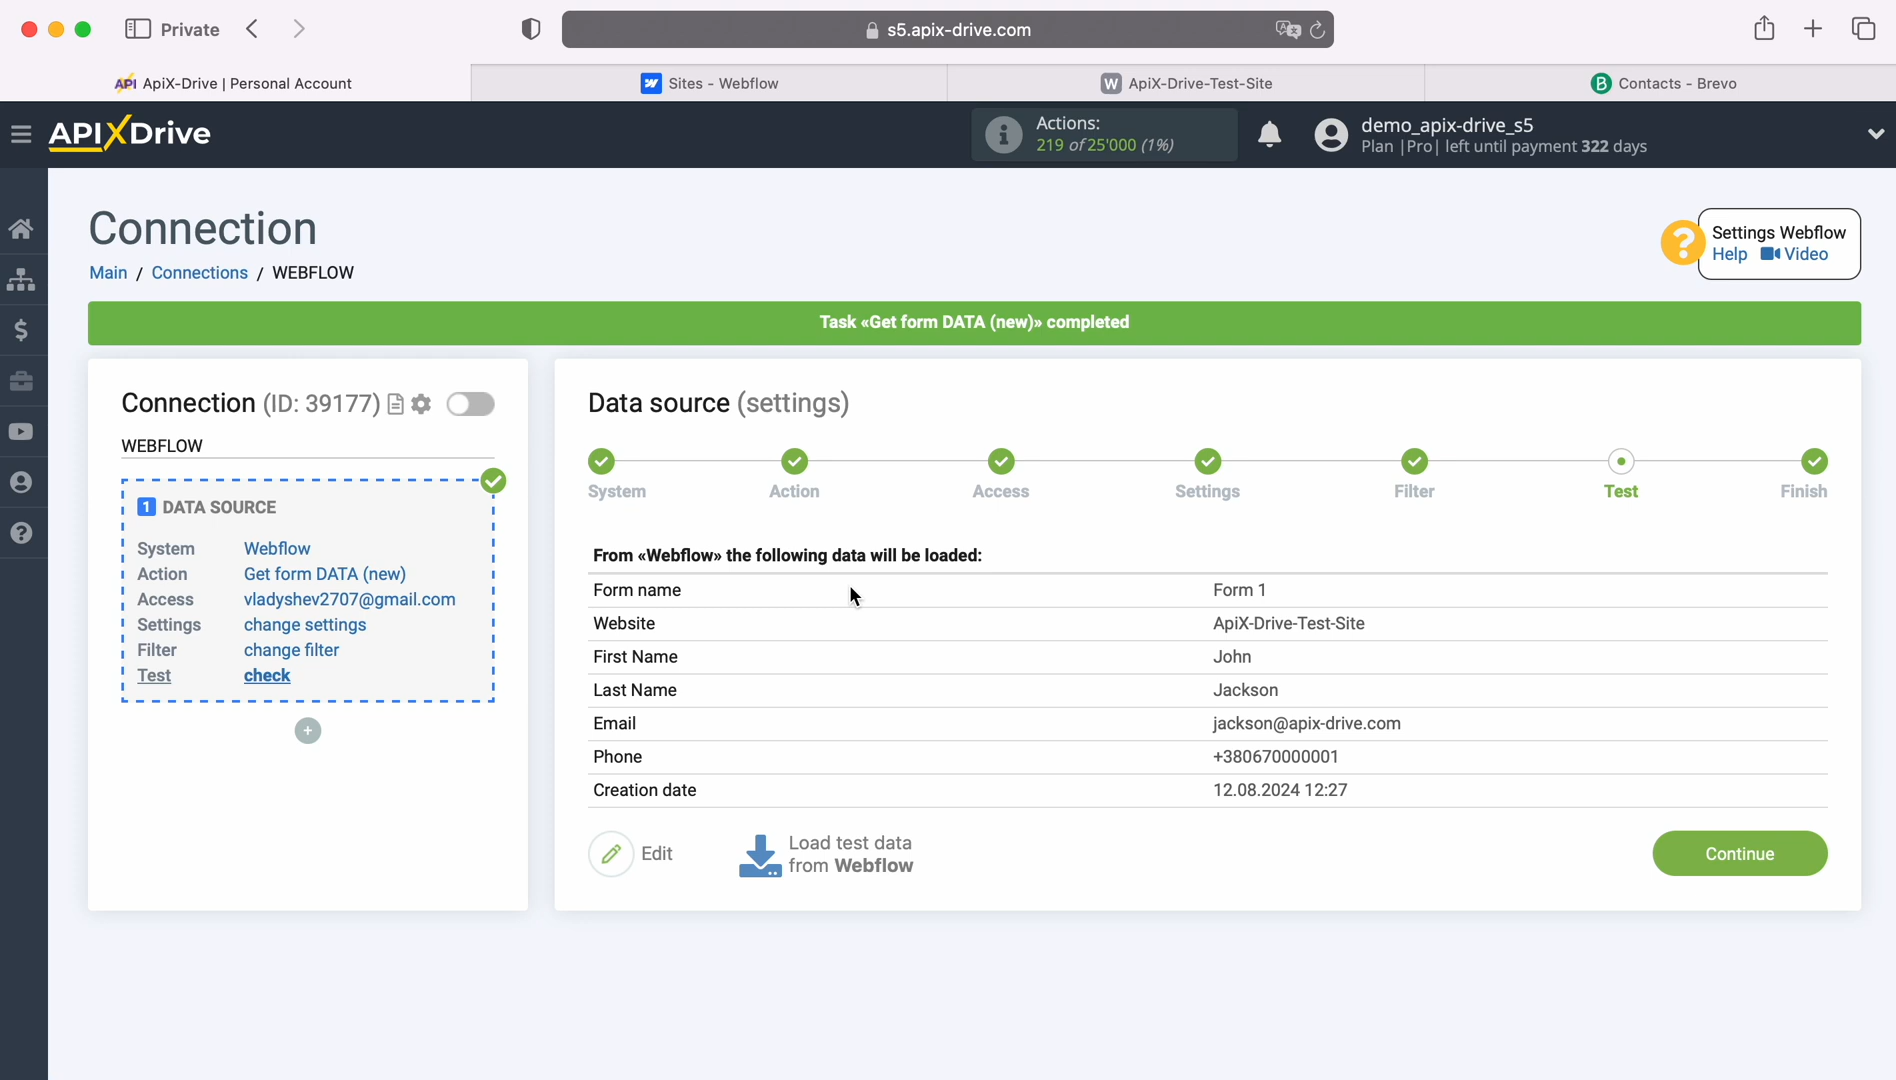 Private
s5.apix-drive.com
API ApiX-Drive | Personal Account
Sites - Webflow
W ApiX-Drive-Test-Site
B Contacts - Brevo
APIXDrive
Actions:
219 of 25'000 (1%)
demo_apix-drive_s5
Plan |Pro| left until payment 322 days
Connection
Main / Connections / WEBFLOW
? Settings Webflow
Help Video
Task «Get form DATA (new)» completed
Connection (ID: 39177)
WEBFLOW
1 DATA SOURCE
System Webflow
Action Get form DATA (new)
Access vladyshev2707@gmail.com
Settings change settings
Filter change filter
Test check
Data source (settings)
System Action Access Settings Filter Test Finish
From «Webflow» the following data will be loaded:
Form name Form 1
Website ApiX-Drive-Test-Site
First Name John
Last Name Jackson
Email jackson@apix-drive.com
Phone +380670000001
Creation date 12.08.2024 12:27
Edit
Load test data
from Webflow
Continue